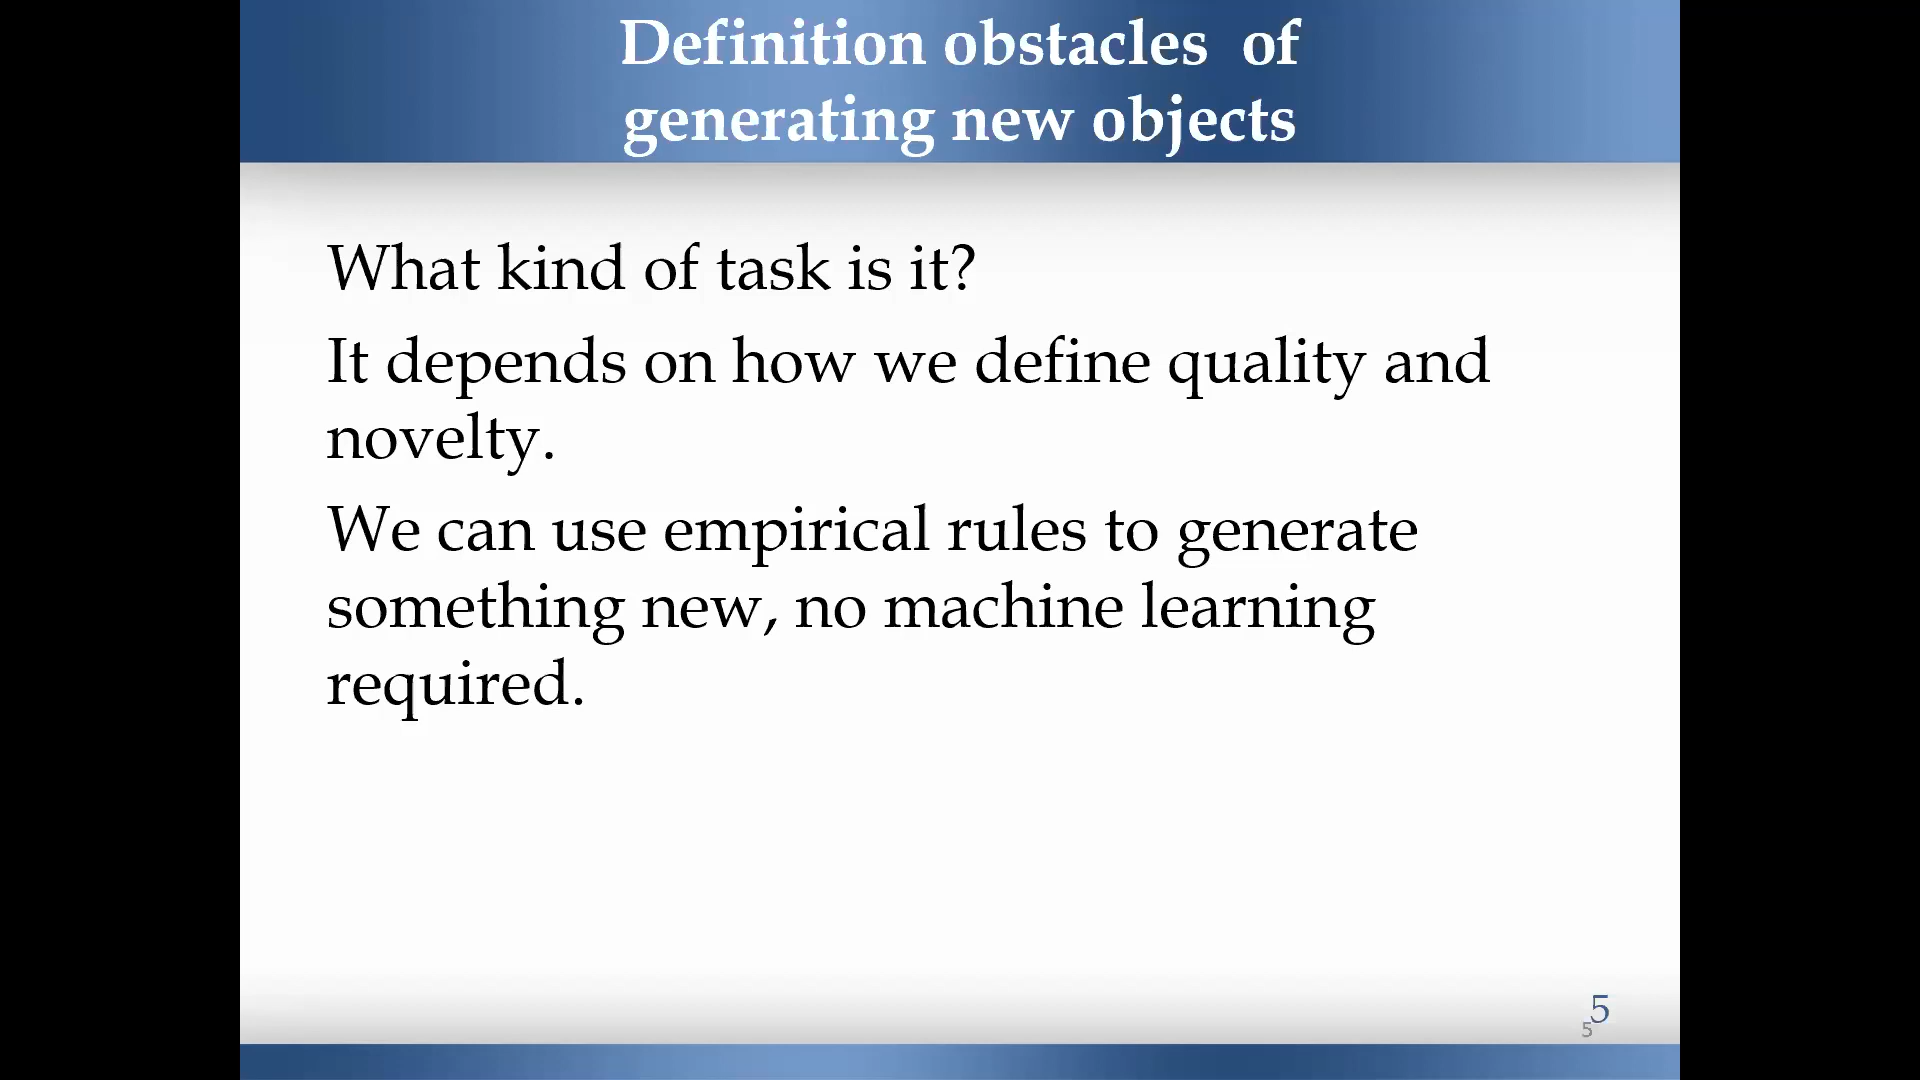 Definition obstacles  of
generating new objects
What kind of task is it?
It depends on how we define quality and
novelty.
We can use empirical rules to generate
something new, no machine learning
required.
5
5